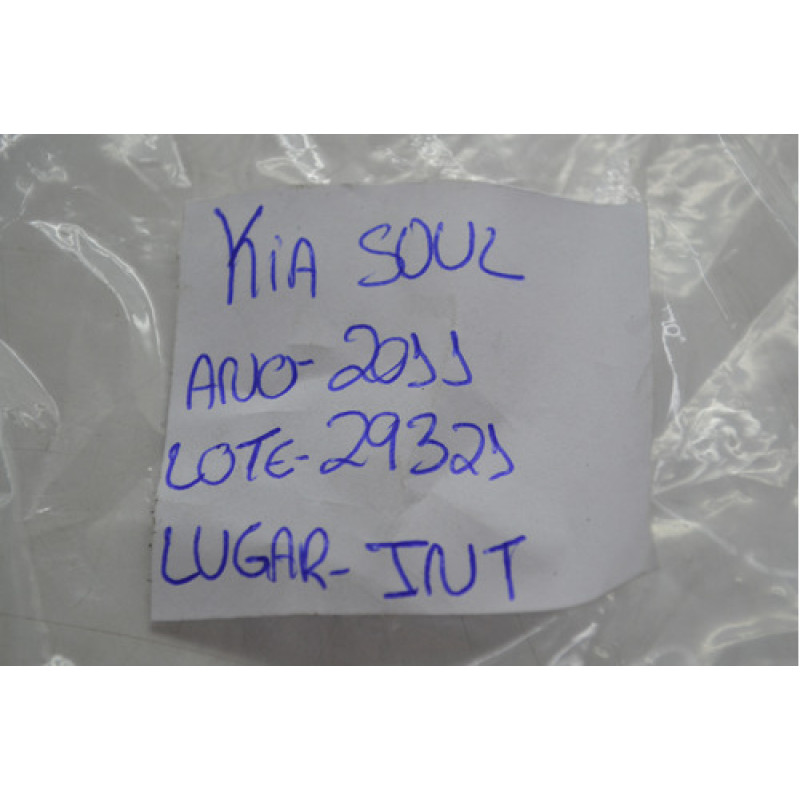 KiA SOUL
ANO-2011
LOTE-29321
LUGAR-INT